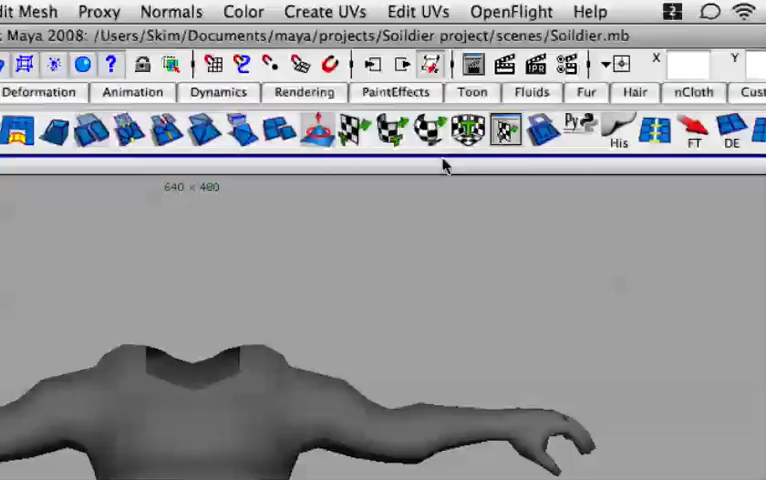 dit Mesh Proxy Normals Color Create UVs Edit UVs OpenFlight Help
Maya 2008: /Users/Skim/Documents/maya/projects/Soildier project/scenes/Soildier.mb
X Y
Deformation Animation Dynamics Rendering PaintEffects Toon Fluids Fur Hair nCloth Cust
Py His FT DE
640 × 480